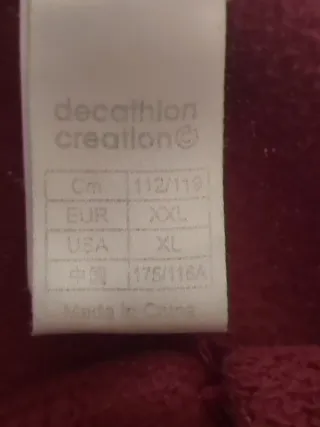 decathlon
creation©
Cm 112/119
EUR XXL
USA XL
中国 175/116A
Made in China